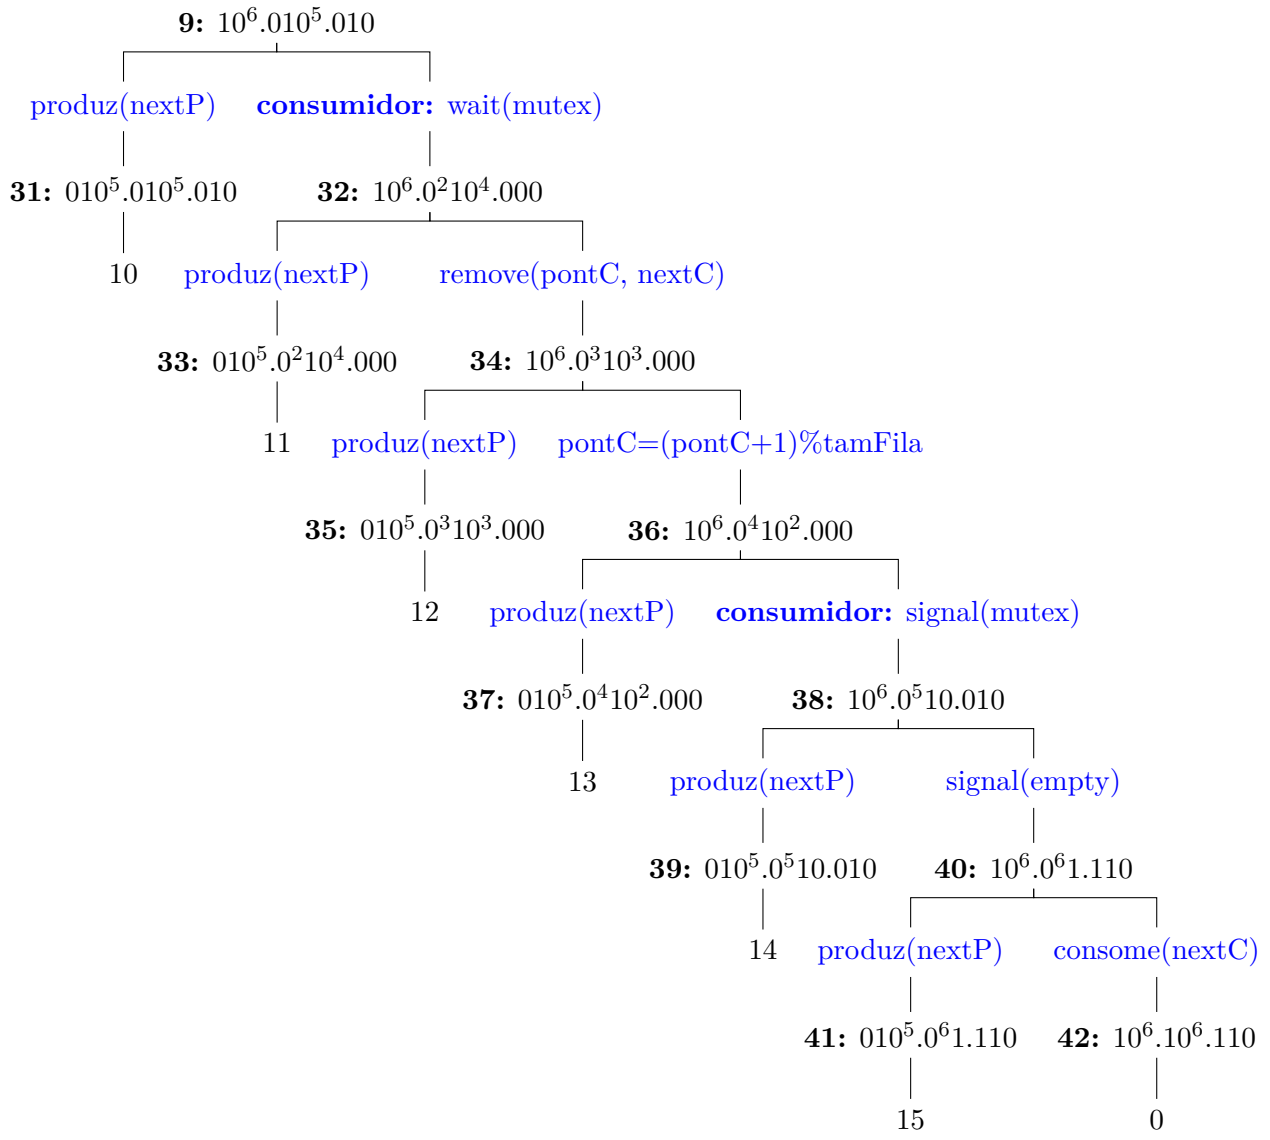 9: 10⁶.010⁵.010
produz(nextP) consumidor: wait(mutex)
31: 010⁵.010⁵.010 32: 10⁶.0²10⁴.000
10 produz(nextP) remove(pontC, nextC)
33: 010⁵.0²10⁴.000 34: 10⁶.0³10³.000
11 produz(nextP) pontC=(pontC+1)%tamFila
35: 010⁵.0³10³.000 36: 10⁶.0⁴10².000
12 produz(nextP) consumidor: signal(mutex)
37: 010⁵.0⁴10².000 38: 10⁶.0⁵10.010
13 produz(nextP) signal(empty)
39: 010⁵.0⁵10.010 40: 10⁶.0⁶1.110
14 produz(nextP) consome(nextC)
41: 010⁵.0⁶1.110 42: 10⁶.10⁶.110
15 0